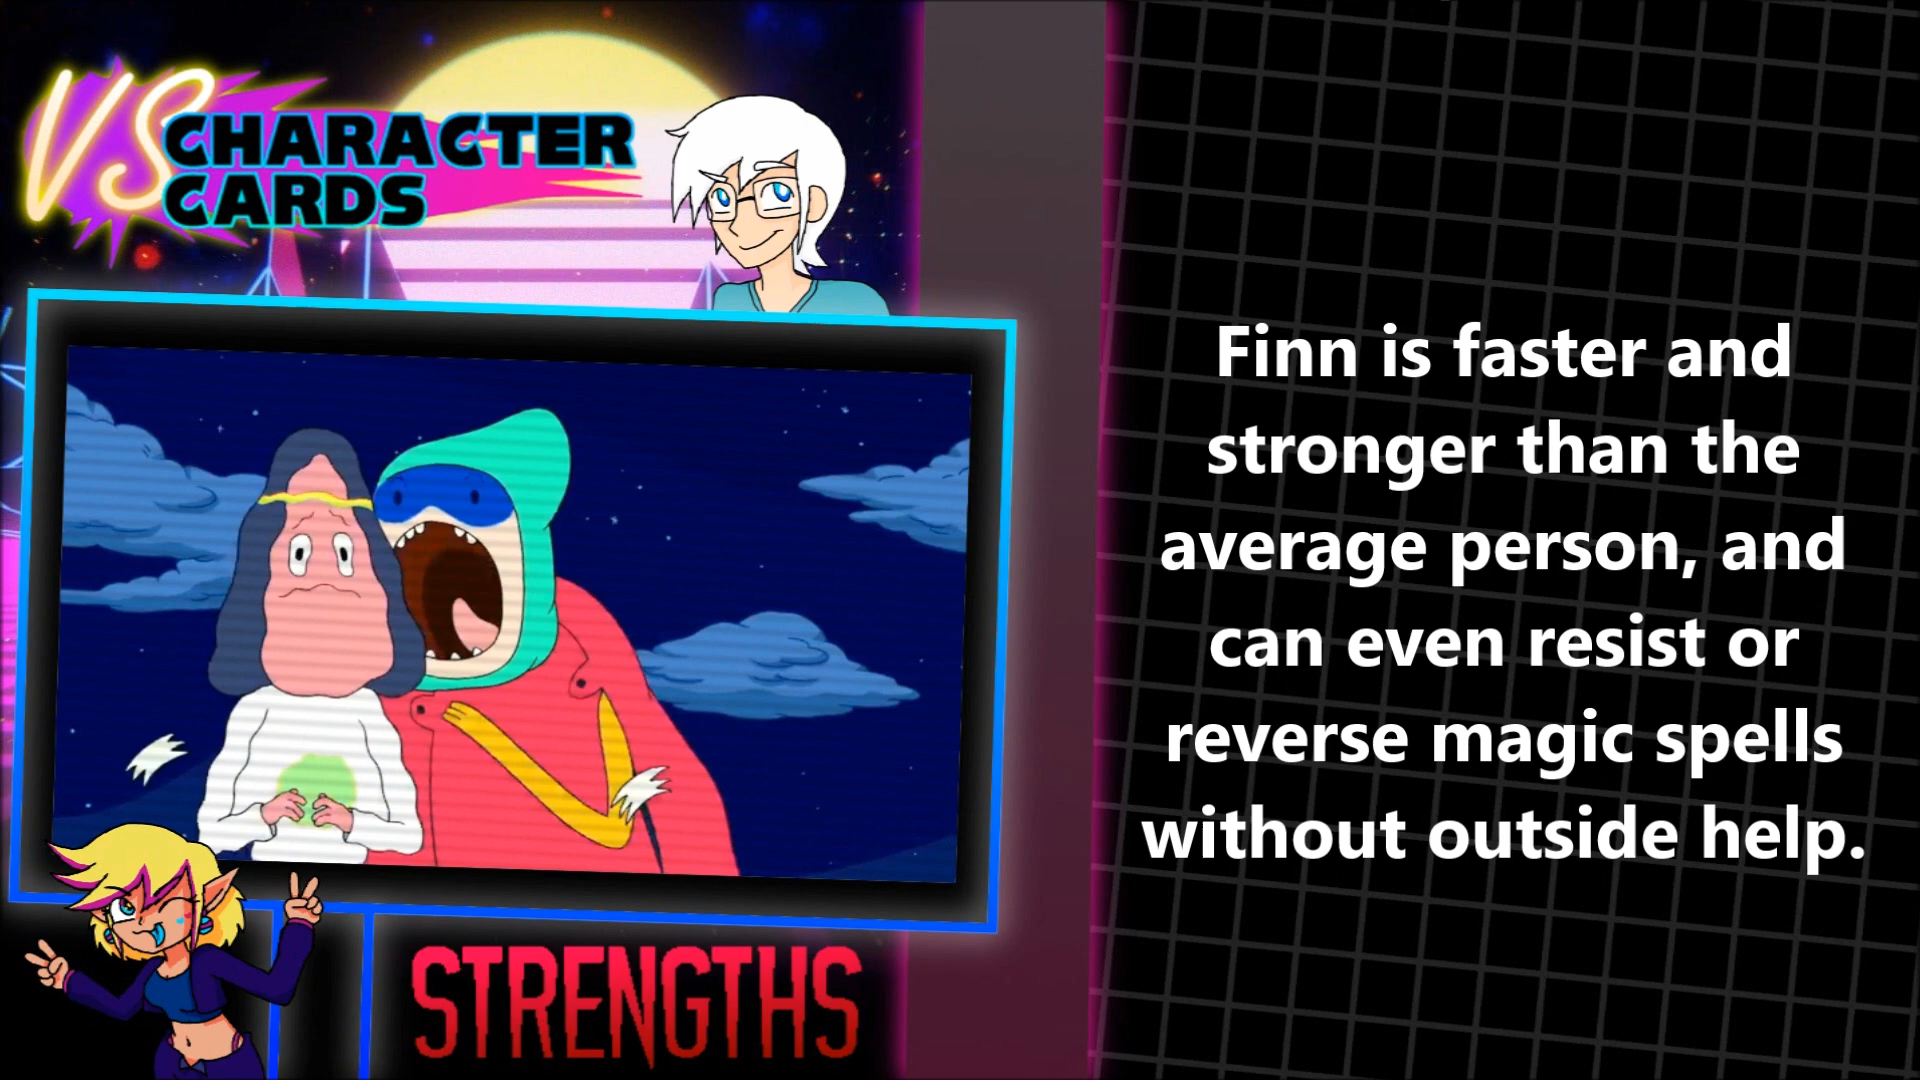 VS CHARACTER
CARDS
Finn is faster and
stronger than the
average person, and
can even resist or
reverse magic spells
without outside help.
STRENGTHS